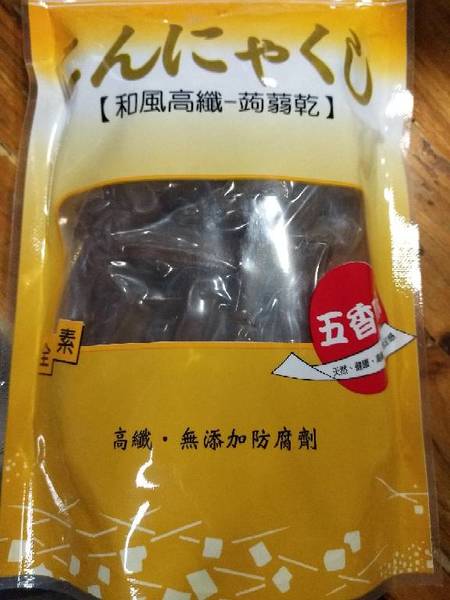 こんにゃくし
【和風高纖-蒟蒻乾】
五香
全素
天然、健康、
高纖·無添加防腐劑